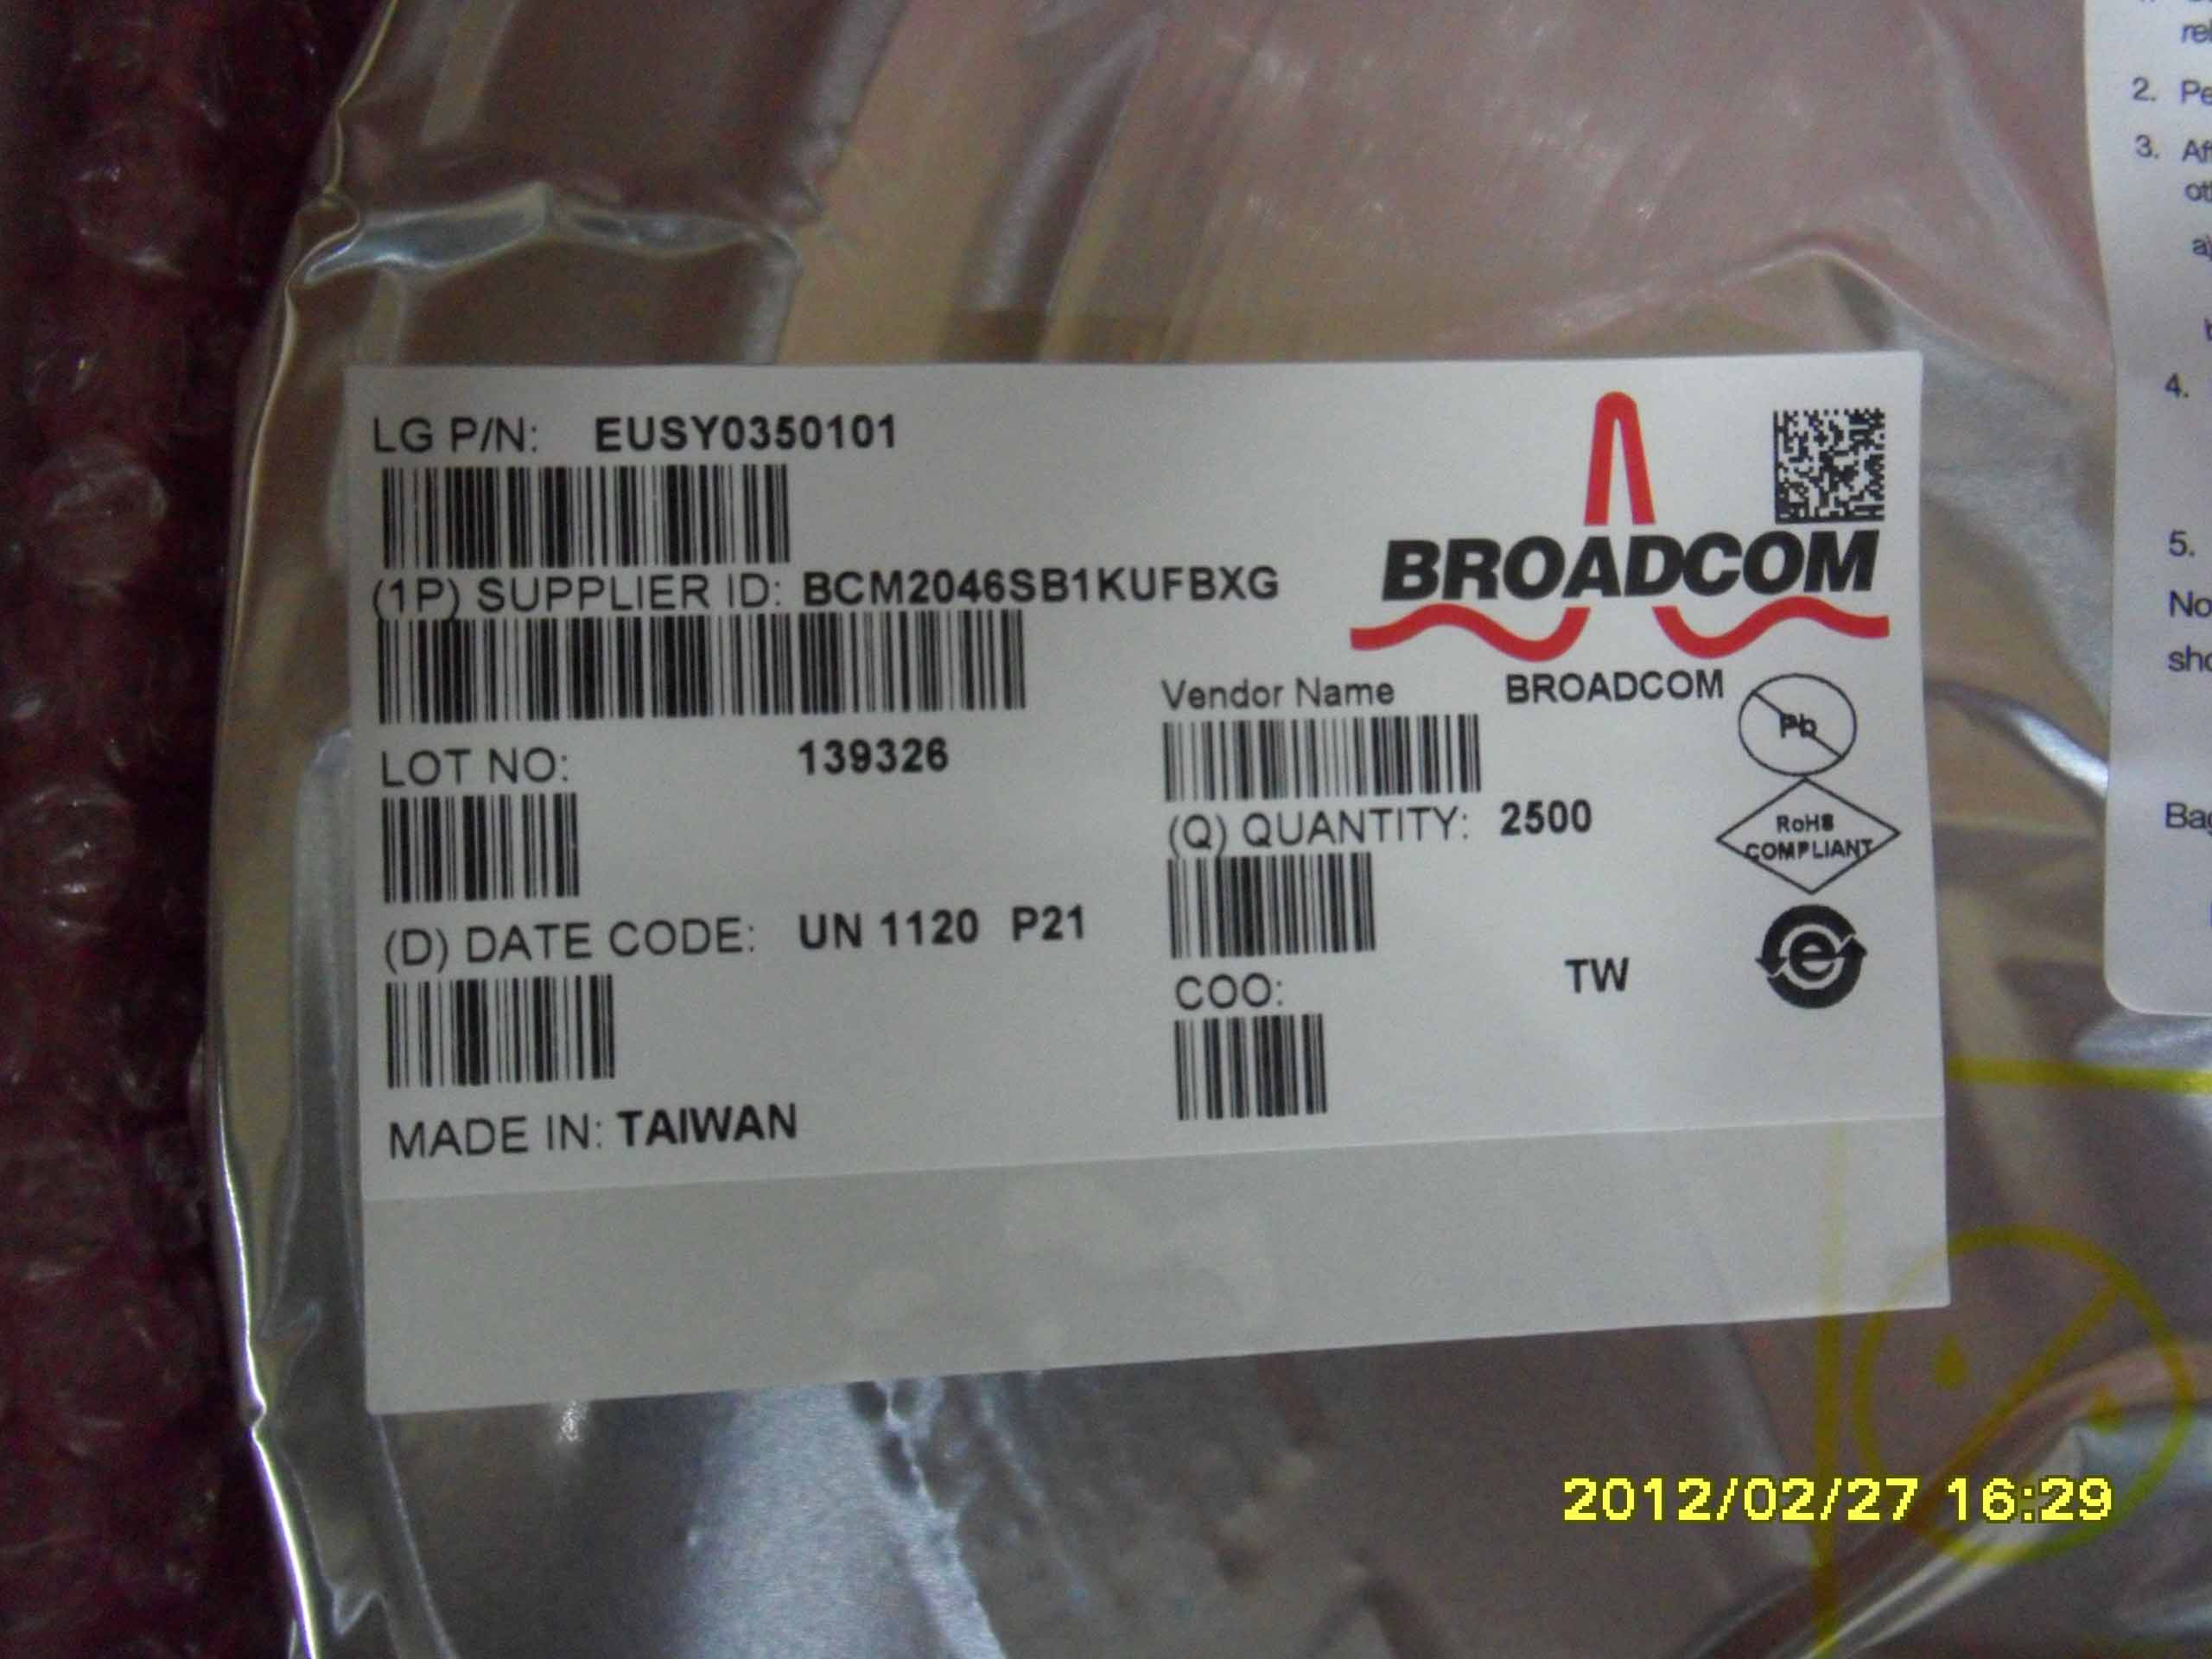 LG P/N: EUSY0350101
(1P) SUPPLIER ID: BCM2046SB1KUFBXG
BROADCOM
Vendor Name BROADCOM
Pb
LOT NO: 139326
(Q) QUANTITY: 2500
RoHS
COMPLIANT
(D) DATE CODE: UN 1120 P21
e
COO: TW
MADE IN: TAIWAN
2.
3.
a)
4.
5.
2012/02/27 16:29